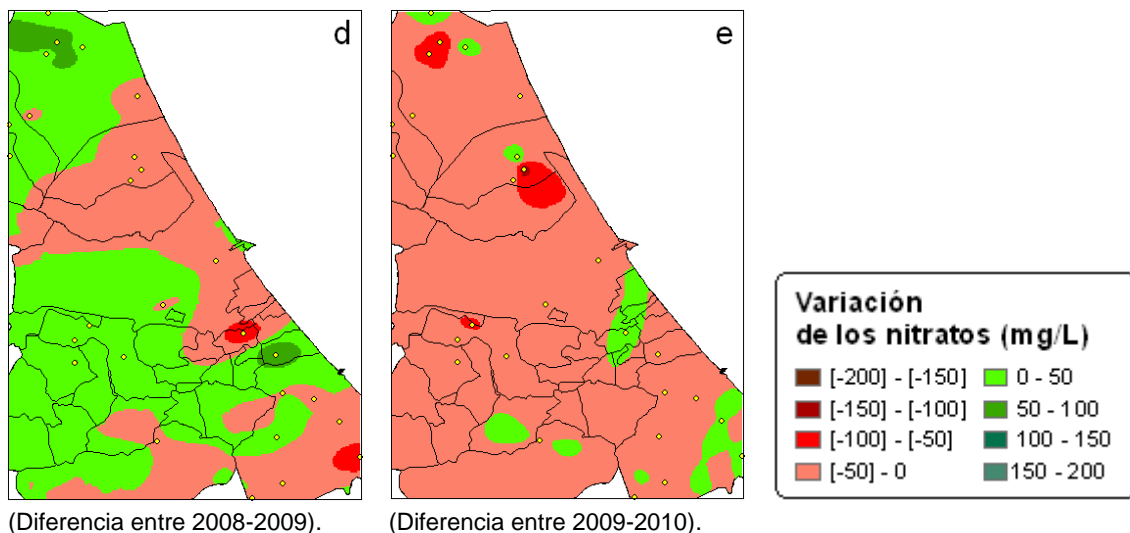 d
e
Variación
de los nitratos (mg/L)
[-200] - [-150]
0 - 50
[-150] - [-100]
50 - 100
[-100] - [-50]
100 - 150
[-50] - 0
150 - 200
(Diferencia entre 2008-2009).
(Diferencia entre 2009-2010).